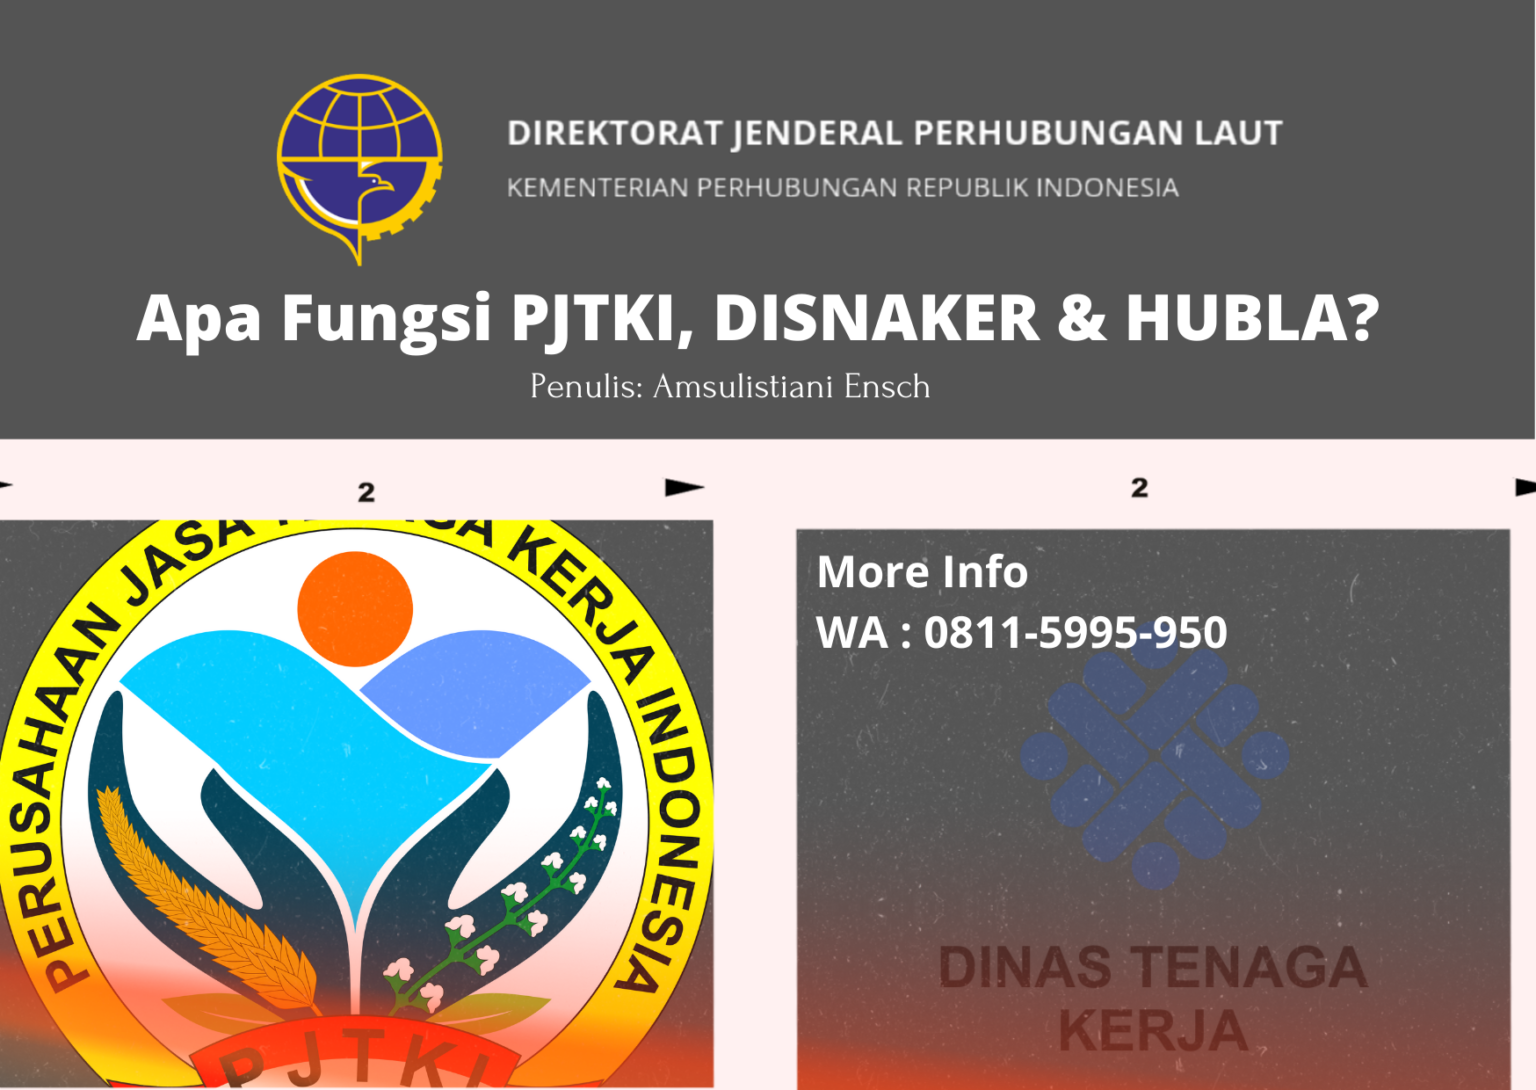 DIREKTORAT JENDERAL PERHUBUNGAN LAUT
KEMENTERIAN PERHUBUNGAN REPUBLIK INDONESIA
Apa Fungsi PJTKI, DISNAKER & HUBLA?
Penulis: Amsulistiani Ensch
2
2
PERUSAHAAN JASA TENAGA KERJA INDONESIA
PJTKI
More Info
WA : 0811-5995-950
DINAS TENAGA
KERJA